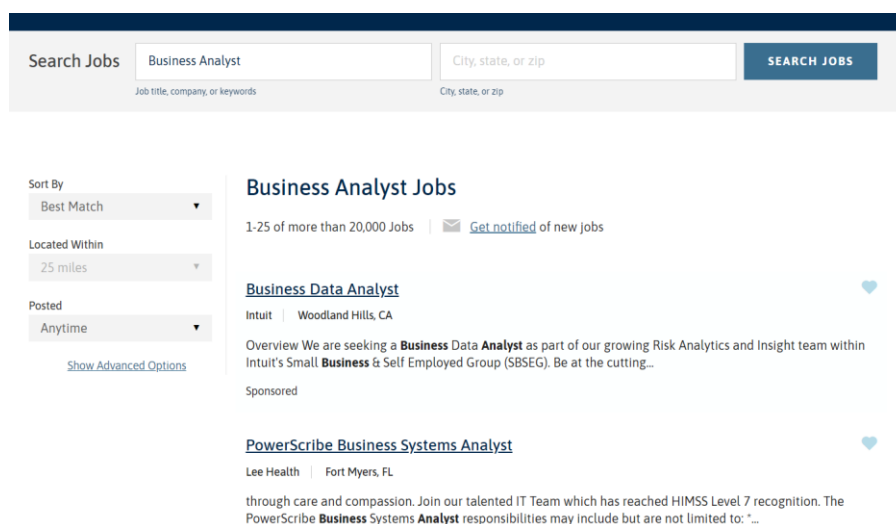 Search Jobs
Business Analyst
City, state, or zip
SEARCH JOBS
Job title, company, or keywords
City, state, or zip
Sort By
Best Match
Located Within
25 miles
Posted
Anytime
Show Advanced Options
Business Analyst Jobs
1-25 of more than 20,000 Jobs
Get notified of new jobs
Business Data Analyst
Intuit
Woodland Hills, CA
Overview We are seeking a Business Data Analyst as part of our growing Risk Analytics and Insight team within
Intuit's Small Business & Self Employed Group (SBSEG). Be at the cutting...
Sponsored
PowerScribe Business Systems Analyst
Lee Health
Fort Myers, FL
through care and compassion. Join our talented IT Team which has reached HIMSS Level 7 recognition. The
PowerScribe Business Systems Analyst responsibilities may include but are not limited to: "...